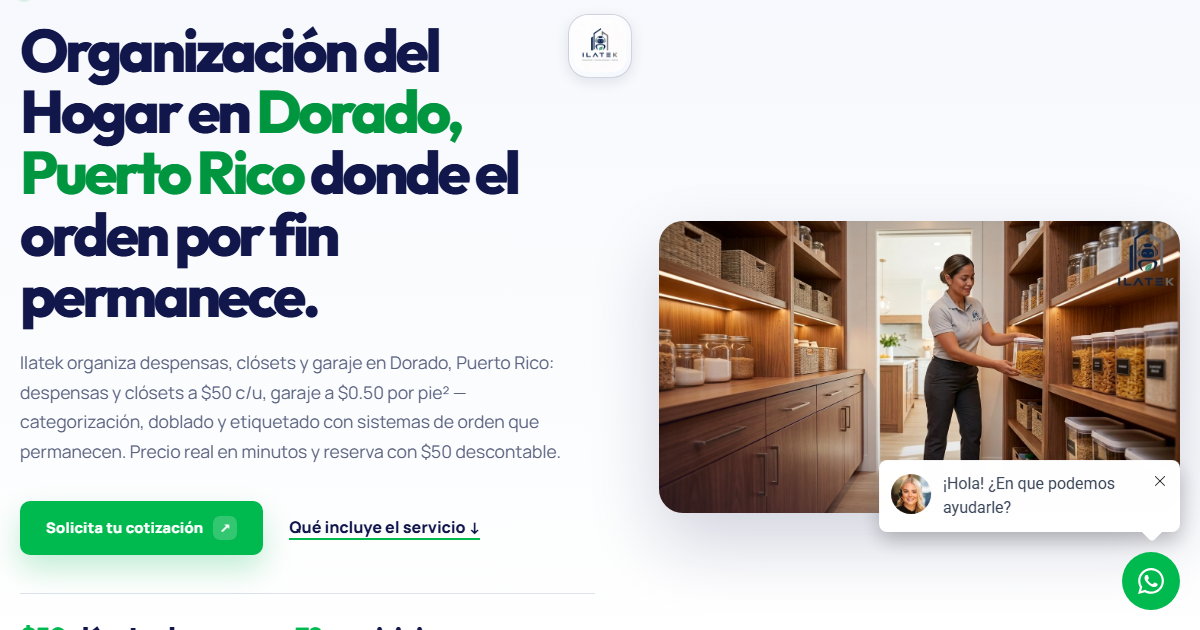 Organización del
Hogar en Dorado,
Puerto Rico donde el
orden por fin
permanece.
Ilatek organiza despensas, clósets y garaje en Dorado, Puerto Rico:
despensas y clósets a $50 c/u, garaje a $0.50 por pie² —
categorización, doblado y etiquetado con sistemas de orden que
permanecen. Precio real en minutos y reserva con $50 descontable.
Solicita tu cotización ↗
Qué incluye el servicio ↓
ILATEK
ILATEK
¡Hola! ¿En que podemos
ayudarle?